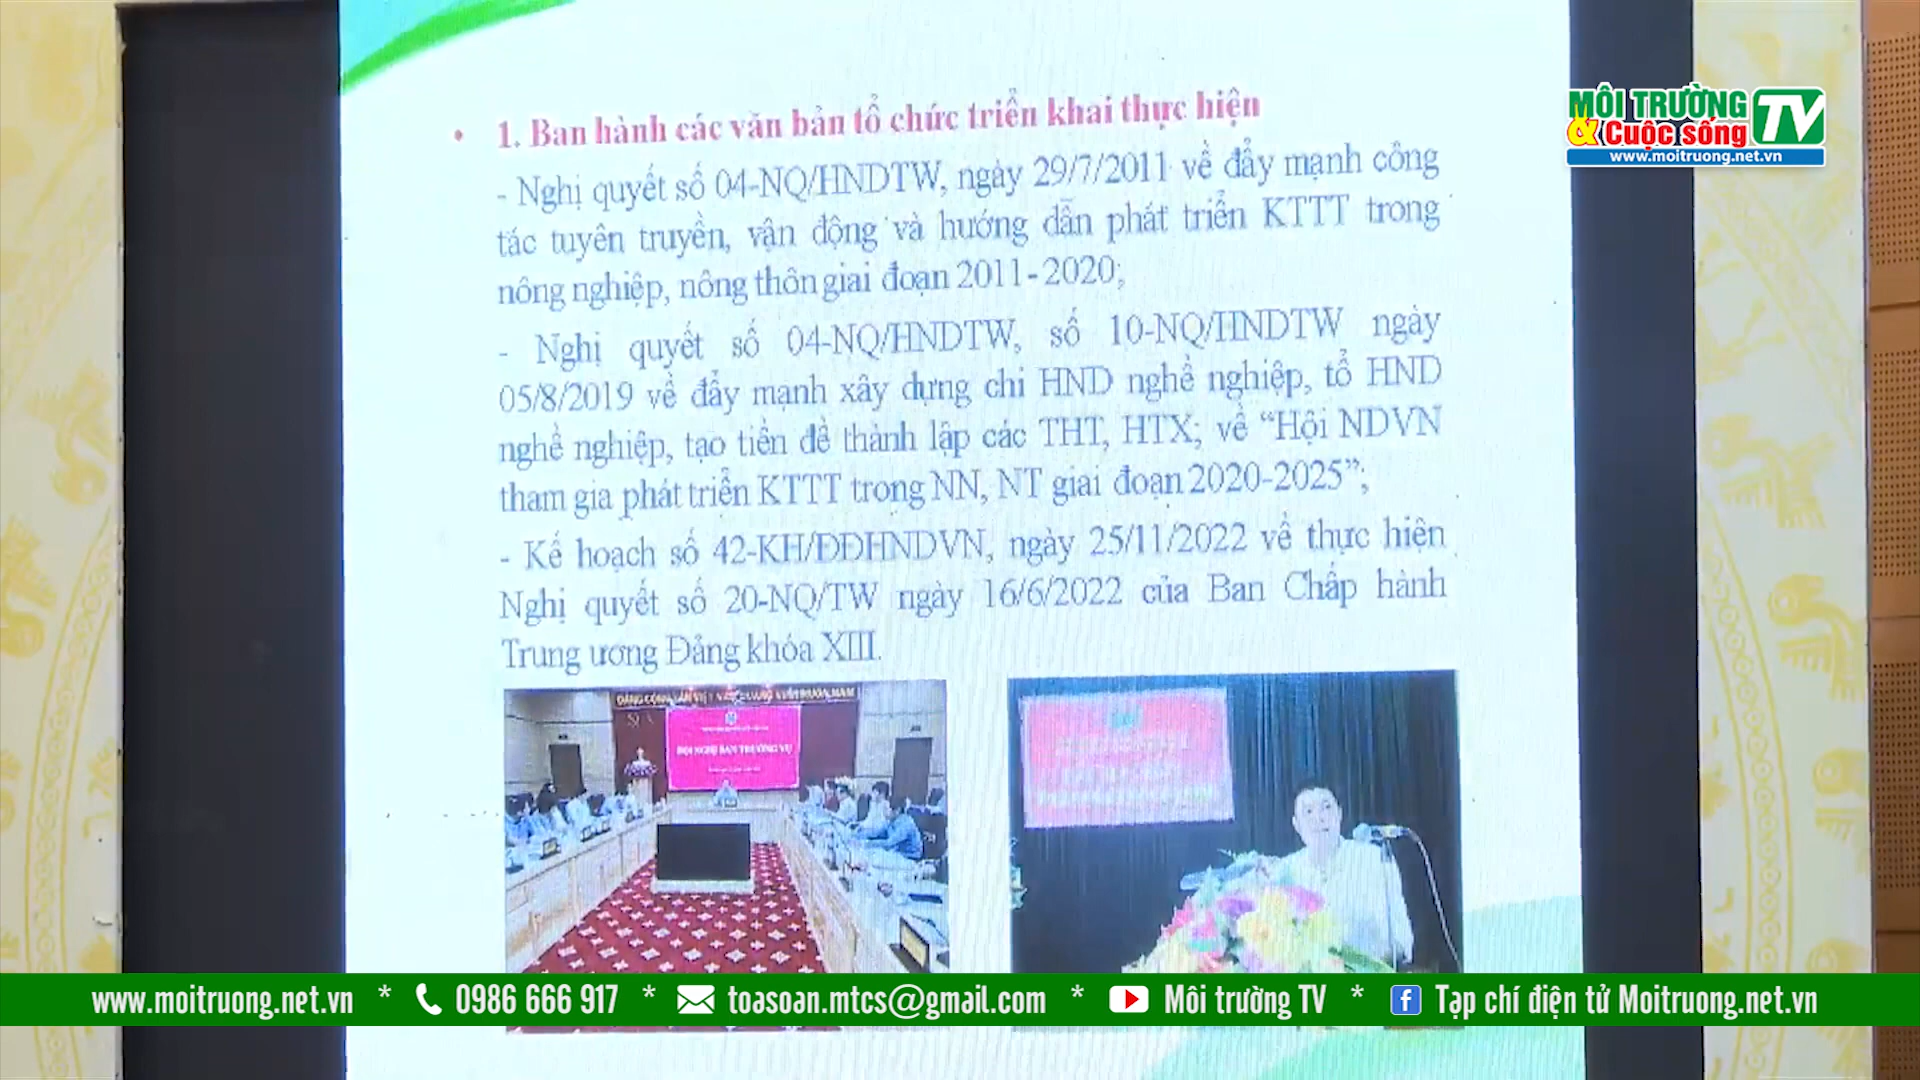 • 1. Ban hành các văn bản tổ chức triển khai thực hiện
- Nghị quyết số 04-NQ/HNDTW, ngày 29/7/2011 về đẩy mạnh công
tác tuyên truyền, vận động và hướng dẫn phát triển KTTT trong
nông nghiệp, nông thôn giai đoạn 2011-2020;
- Nghị quyết số 04-NQ/HNDTW, số 10-NQ/HNDTW ngày
05/8/2019 về đẩy mạnh xây dựng chi HND nghề nghiệp, tổ HND
nghề nghiệp, tạo tiền đề thành lập các THT, HTX; về “Hội NDVN
tham gia phát triển KTTT trong NN, NT giai đoạn 2020-2025”;
- Kế hoạch số 42-KH/ĐĐHNDVN, ngày 25/11/2022 về thực hiện
Nghị quyết số 20-NQ/TW ngày 16/6/2022 của Ban Chấp hành
Trung ương Đảng khóa XIII.
HỘI NGHỊ BAN THƯỜNG VỤ
MÔI TRƯỜNG
& Cuộc sống
TV
www.moitruong.net.vn
www.moitruong.net.vn * 0986 666 917 * toasoan.mtcs@gmail.com * Môi trường TV * Tạp chí điện tử Moitruong.net.vn